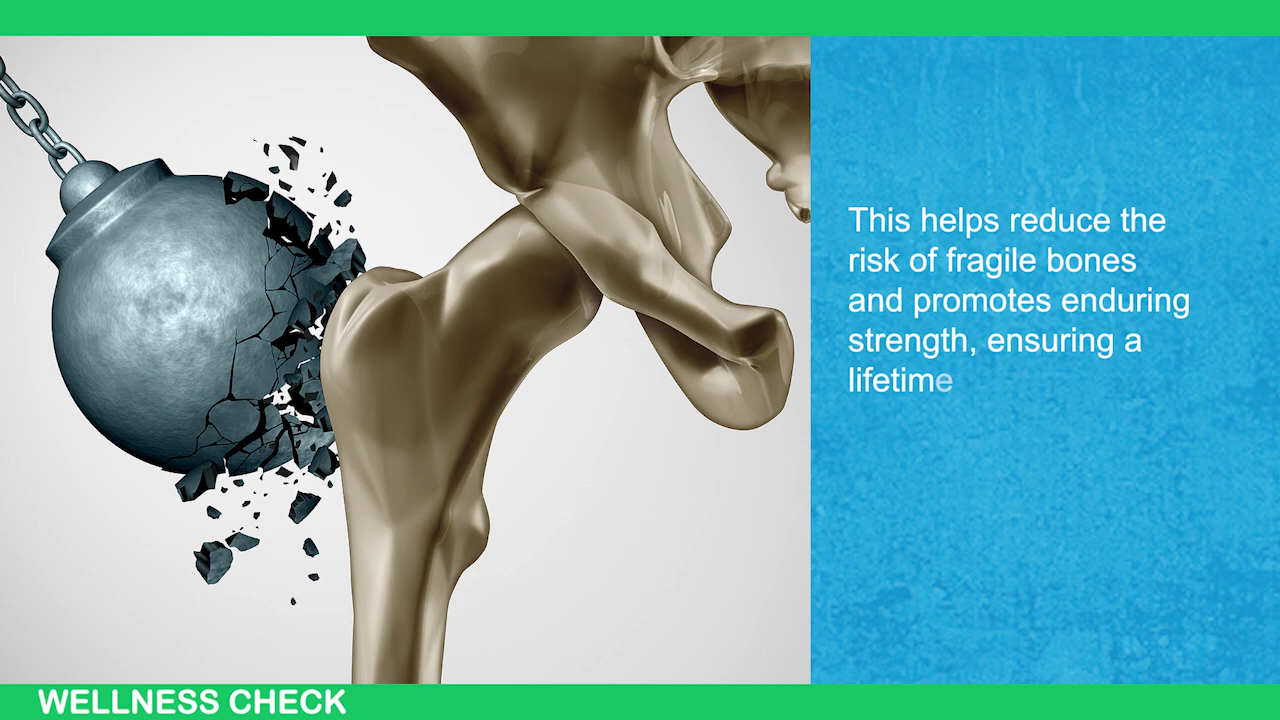 This helps reduce the
risk of fragile bones
and promotes enduring
strength, ensuring a
lifetime
WELLNESS CHECK